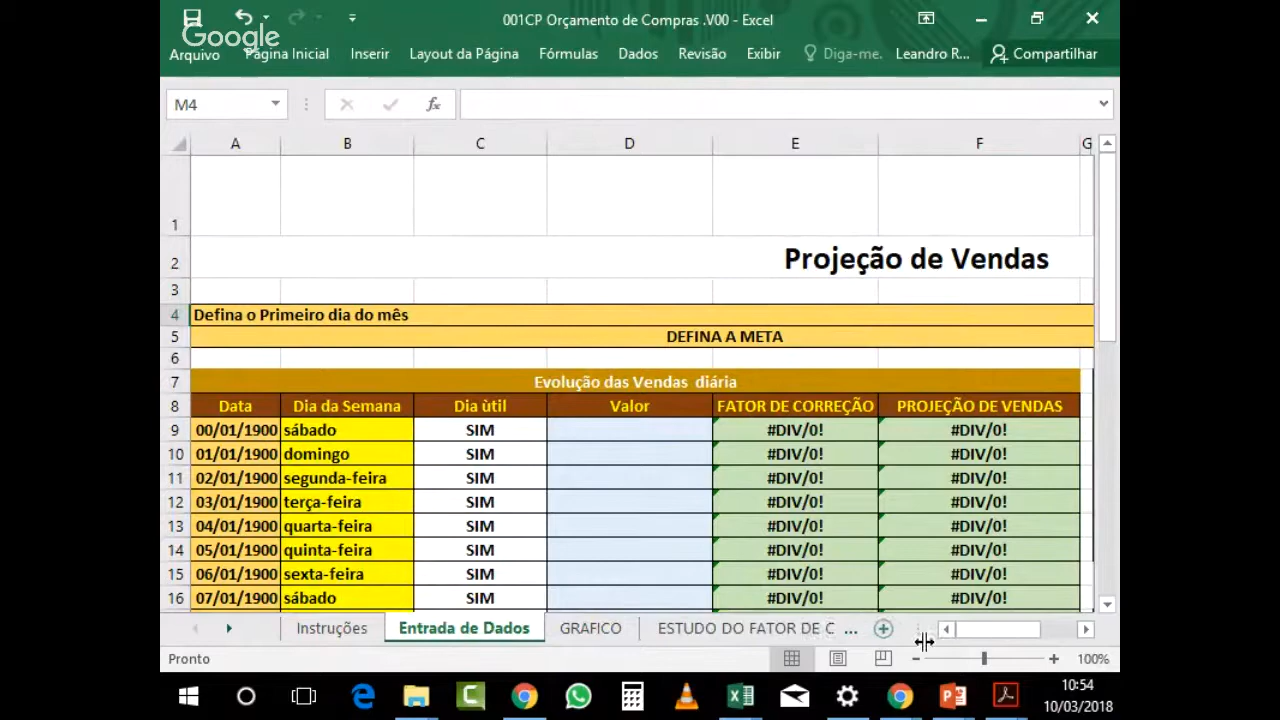 001CP Orçamento de Compras .V00 - Excel
Google
Arquivo Página Inicial Inserir Layout da Página Fórmulas Dados Revisão Exibir Diga-me. Leandro R... Compartilhar
M4 fx
A B C D E F G
1
2 Projeção de Vendas
3
4 Defina o Primeiro dia do mês
5 DEFINA A META
6
7 Evolução das Vendas diária
8 Data Dia da Semana Dia ùtil Valor FATOR DE CORREÇÃO PROJEÇÃO DE VENDAS
9 00/01/1900 sábado SIM #DIV/0! #DIV/0!
10 01/01/1900 domingo SIM #DIV/0! #DIV/0!
11 02/01/1900 segunda-feira SIM #DIV/0! #DIV/0!
12 03/01/1900 terça-feira SIM #DIV/0! #DIV/0!
13 04/01/1900 quarta-feira SIM #DIV/0! #DIV/0!
14 05/01/1900 quinta-feira SIM #DIV/0! #DIV/0!
15 06/01/1900 sexta-feira SIM #DIV/0! #DIV/0!
16 07/01/1900 sábado SIM #DIV/0! #DIV/0!
Instruções Entrada de Dados GRAFICO ESTUDO DO FATOR DE C ...
Pronto 100%
10:54
10/03/2018